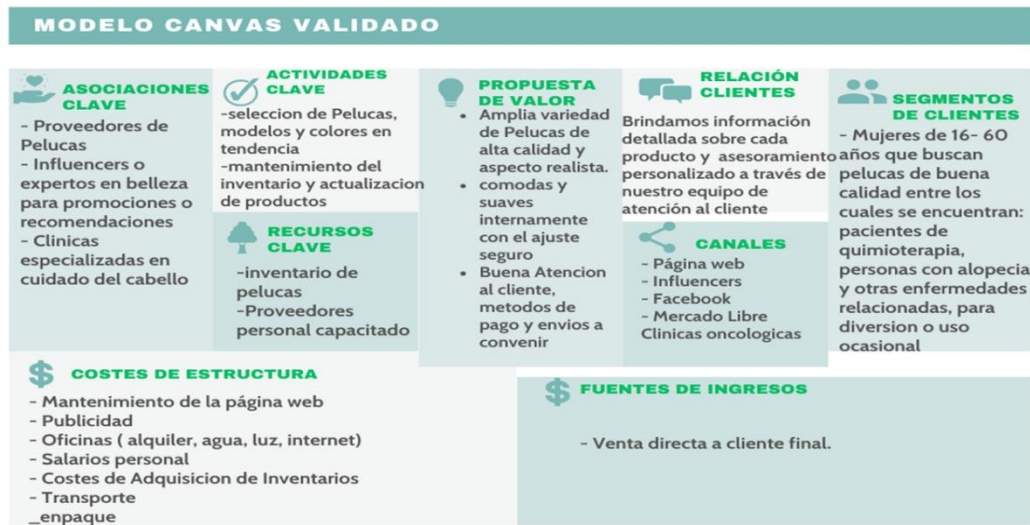 MODELO CANVAS VALIDADO
ASOCIACIONES
CLAVE
- Proveedores de
Pelucas
- Influencers o
expertos en belleza
para promociones o
recomendaciones
- Clinicas
especializadas en
cuidado del cabello
ACTIVIDADES
CLAVE
-seleccion de Pelucas,
modelos y colores en
tendencia
-mantenimiento del
inventario y actualizacion
de productos
RECURSOS
CLAVE
-inventario de
pelucas
-Proveedores
personal capacitado
PROPUESTA
DE VALOR
• Amplia variedad
de Pelucas de
alta calidad y
aspecto realista.
• comodas y
suaves
internamente
con el ajuste
seguro
• Buena Atencion
al cliente,
metodos de
pago y envios a
convenir
RELACIÓN
CLIENTES
Brindamos información
detallada sobre cada
producto y asesoramiento
personalizado a través de
nuestro equipo de
atención al cliente
CANALES
- Página web
- Influencers
- Facebook
- Mercado Libre
Clinicas oncologicas
SEGMENTOS
DE CLIENTES
- Mujeres de 16- 60
años que buscan
pelucas de buena
calidad entre los
cuales se encuentran:
pacientes de
quimioterapia,
personas con alopecia
y otras enfermedades
relacionadas, para
diversion o uso
ocasional
COSTES DE ESTRUCTURA
- Mantenimiento de la página web
- Publicidad
- Oficinas ( alquiler, agua, luz, internet)
- Salarios personal
- Costes de Adquisicion de Inventarios
- Transporte
_enpaque
FUENTES DE INGRESOS
- Venta directa a cliente final.